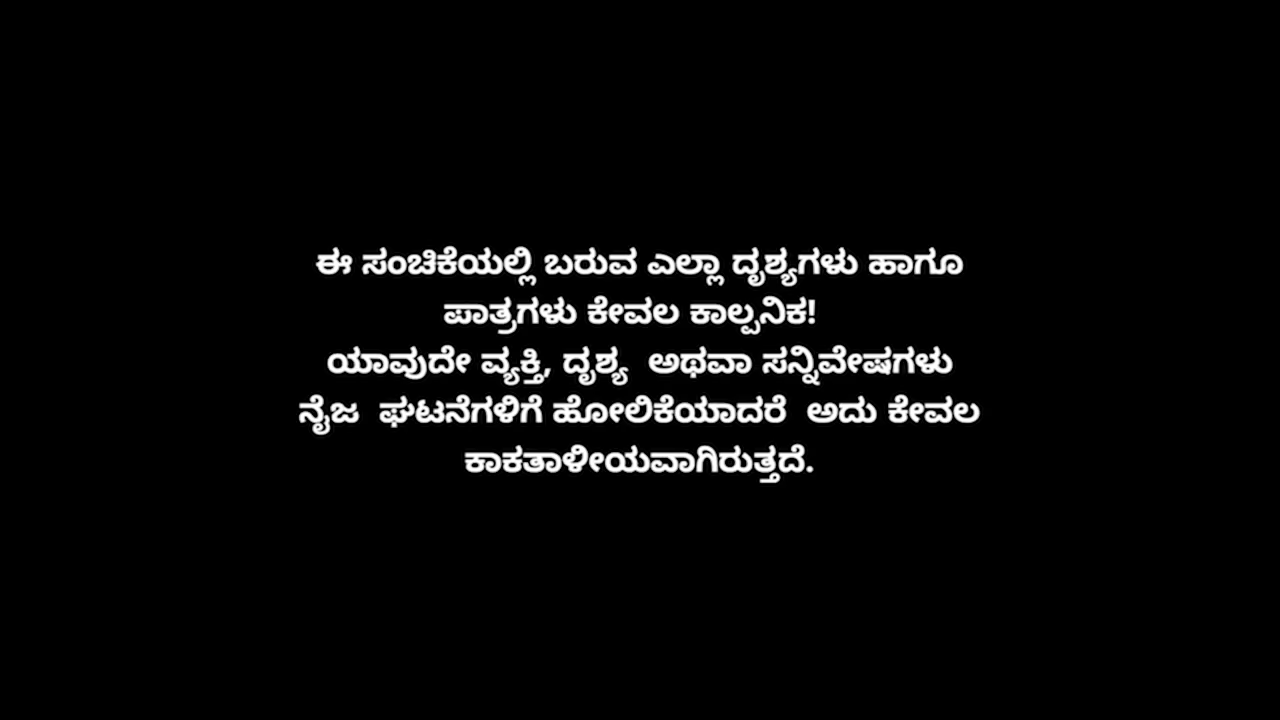 ಈ ಸಂಚಿಕೆಯಲ್ಲಿ ಬರುವ ಎಲ್ಲಾ ದೃಶ್ಯಗಳು ಹಾಗೂ
ಪಾತ್ರಗಳು ಕೇವಲ ಕಾಲ್ಪನಿಕ!
ಯಾವುದೇ ವ್ಯಕ್ತಿ, ದೃಶ್ಯ ಅಥವಾ ಸನ್ನಿವೇಷಗಳು
ನೈಜ ಘಟನೆಗಳಿಗೆ ಹೋಲಿಕೆಯಾದರೆ ಅದು ಕೇವಲ
ಕಾಕತಾಳೀಯವಾಗಿರುತ್ತದೆ.